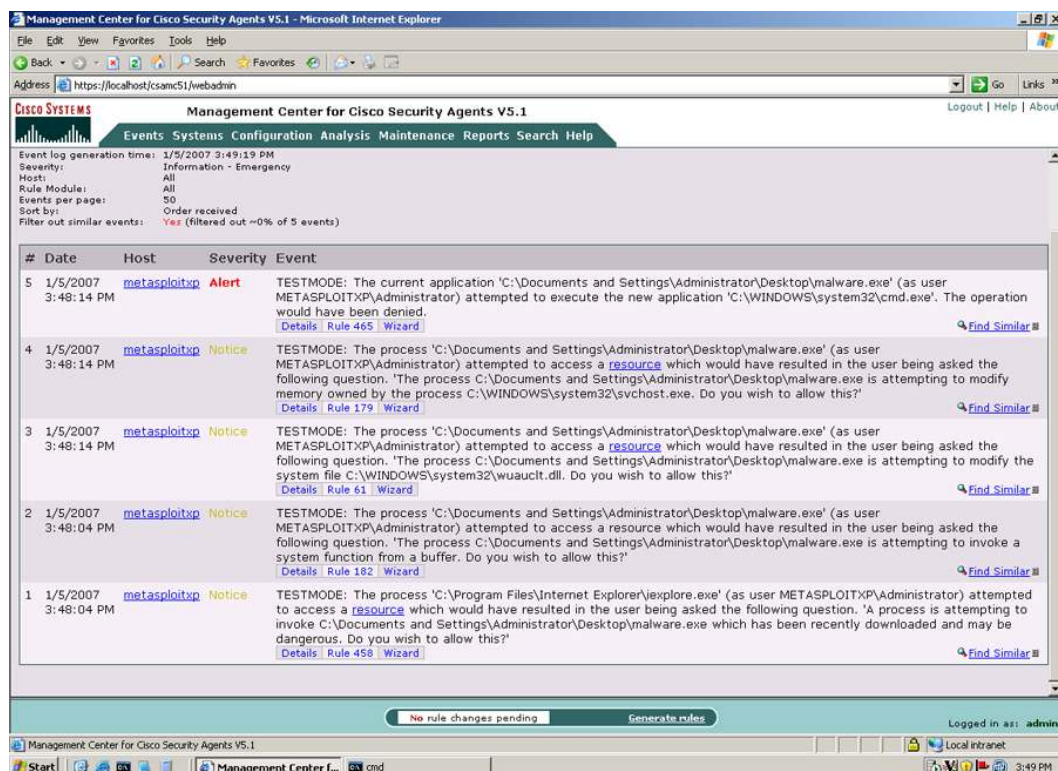 Management Center for Cisco Security Agents V5.1 - Microsoft Internet Explorer
File Edit View Favorites Tools Help
Back Search Favorites
Address https://localhost/csamc51/webadmin Go Links »
CISCO SYSTEMS Management Center for Cisco Security Agents V5.1 Logout | Help | About
Events Systems Configuration Analysis Maintenance Reports Search Help
Event log generation time: 1/5/2007 3:49:19 PM
Severity: Information - Emergency
Host: All
Rule Module: All
Events per page: 50
Sort by: Order received
Filter out similar events: Yes (filtered out ~0% of 5 events)
# Date Host Severity Event
5 1/5/2007 metasploitxp Alert TESTMODE: The current application 'C:\Documents and Settings\Administrator\Desktop\malware.exe' (as user
3:48:14 PM METASPLOITXP\Administrator) attempted to execute the new application 'C:\WINDOWS\system32\cmd.exe'. The operation
would have been denied.
Details Rule 465 Wizard Find Similar
4 1/5/2007 metasploitxp Notice TESTMODE: The process 'C:\Documents and Settings\Administrator\Desktop\malware.exe' (as user
3:48:14 PM METASPLOITXP\Administrator) attempted to access a resource which would have resulted in the user being asked the
following question. 'The process C:\Documents and Settings\Administrator\Desktop\malware.exe is attempting to modify
memory owned by the process C:\WINDOWS\system32\svchost.exe. Do you wish to allow this?'
Details Rule 179 Wizard Find Similar
3 1/5/2007 metasploitxp Notice TESTMODE: The process 'C:\Documents and Settings\Administrator\Desktop\malware.exe' (as user
3:48:14 PM METASPLOITXP\Administrator) attempted to access a resource which would have resulted in the user being asked the
following question. 'The process C:\Documents and Settings\Administrator\Desktop\malware.exe is attempting to modify the
system file C:\WINDOWS\system32\wuauclt.dll. Do you wish to allow this?'
Details Rule 61 Wizard Find Similar
2 1/5/2007 metasploitxp Notice TESTMODE: The process 'C:\Documents and Settings\Administrator\Desktop\malware.exe' (as user
3:48:04 PM METASPLOITXP\Administrator) attempted to access a resource which would have resulted in the user being asked the
following question. 'The process C:\Documents and Settings\Administrator\Desktop\malware.exe is attempting to invoke a
system function from a buffer. Do you wish to allow this?'
Details Rule 182 Wizard Find Similar
1 1/5/2007 metasploitxp Notice TESTMODE: The process 'C:\Program Files\Internet Explorer\iexplore.exe' (as user METASPLOITXP\Administrator) attempted
3:48:04 PM to access a resource which would have resulted in the user being asked the following question. 'A process is attempting to
invoke C:\Documents and Settings\Administrator\Desktop\malware.exe which has been recently downloaded and may be
dangerous. Do you wish to allow this?'
Details Rule 458 Wizard Find Similar
No rule changes pending Generate rules Logged in as: admin
Management Center for Cisco Security Agents V5.1 Local intranet
Start Management Center f... cmd 3:49 PM